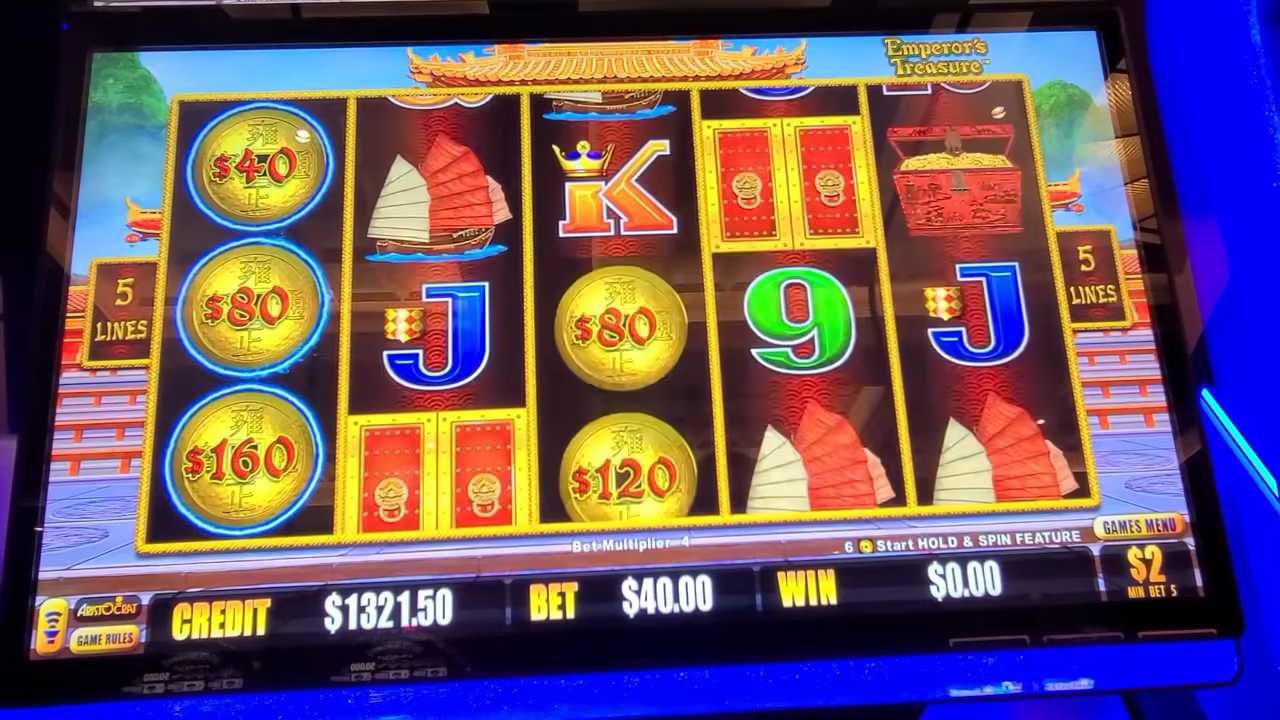 Emperor's
Treasure™
$40
$80
$160
J
K
$80
$120
9
J
5
LINES
5
LINES
Bet Multiplier 4
6 Start HOLD & SPIN FEATURE
GAMES MENU
ARISTOCRAT
GAME RULES
CREDIT $1321.50
BET $40.00
WIN $0.00
$2
MIN BET 5